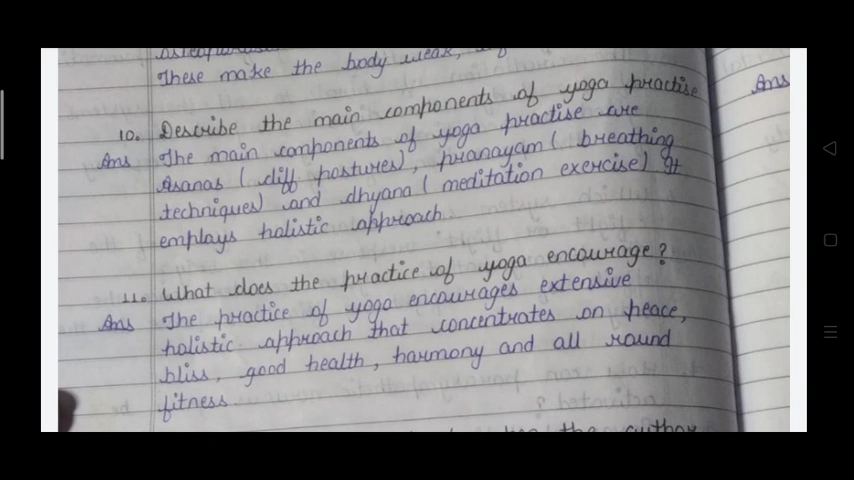 These make the body weak,
10. Describe the main components of yoga practise
Ans The main components of yoga practise are
Asanas ( diff postures), pranayam ( breathing
techniques) and dhyana ( meditation exercise) It
employs holistic approach
11. What does the practice of yoga encourage?
Ans The practice of yoga encourages extensive
holistic approach that concentrates on peace,
bliss, good health, harmony and all round
fitness
the author
Ans